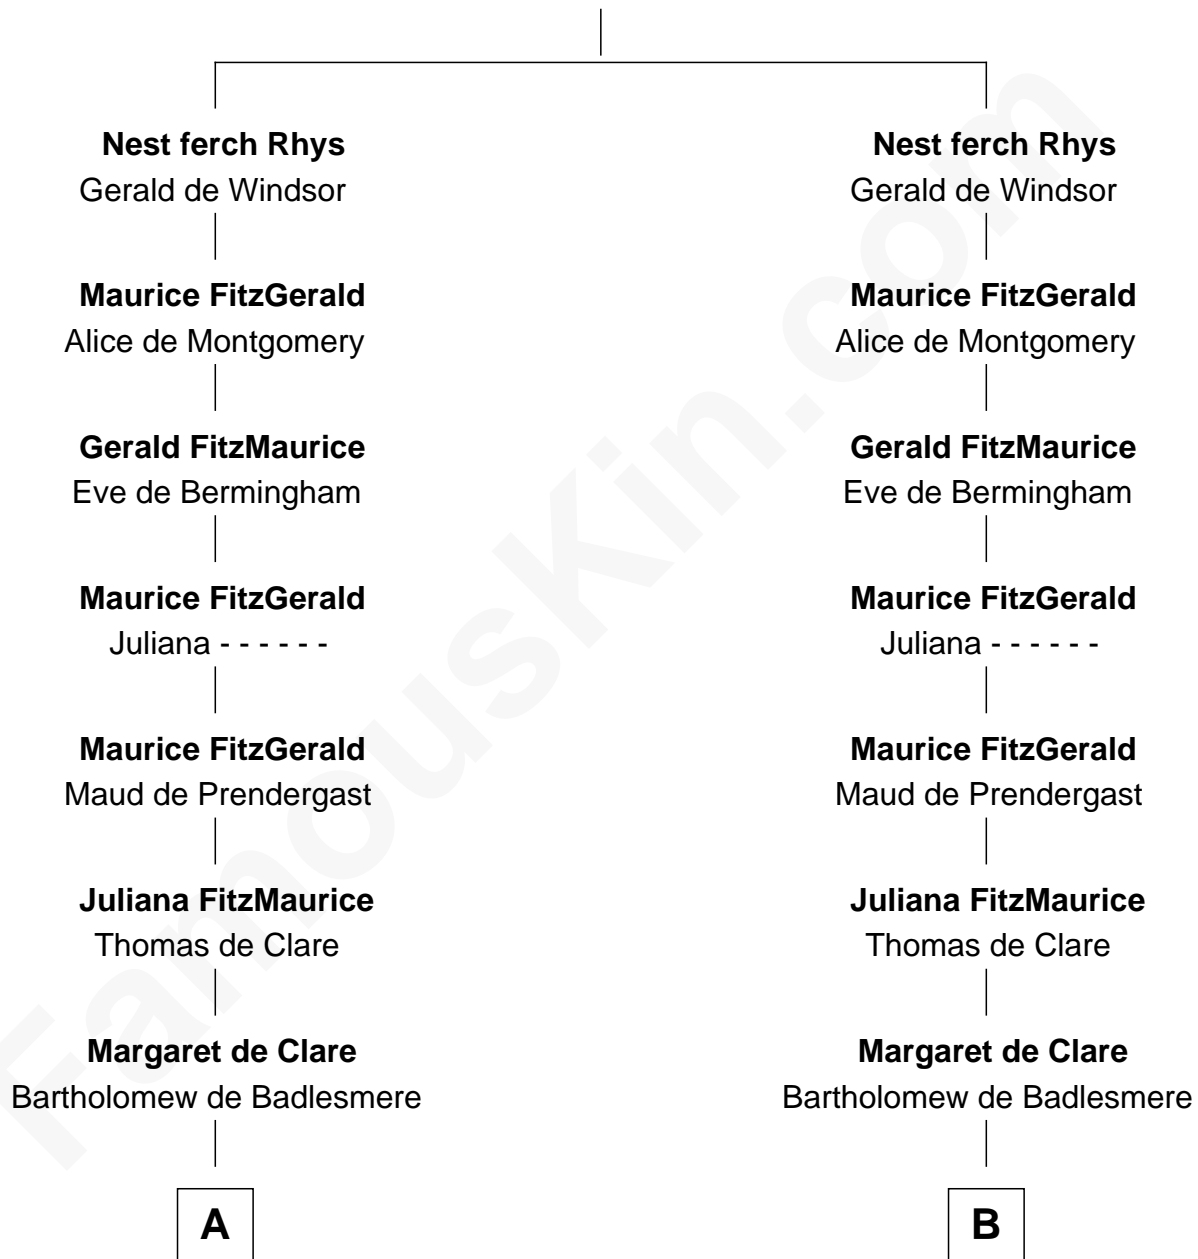 Nest ferch Rhys Nest ferch Rhys
Gerald de Windsor Gerald de Windsor
Maurice FitzGerald Maurice FitzGerald
Alice de Montgomery Alice de Montgomery
Gerald FitzMaurice Gerald FitzMaurice
Eve de Bermingham Eve de Bermingham
Maurice FitzGerald Maurice FitzGerald
Juliana - - - - - - Juliana - - - - - -
Maurice FitzGerald Maurice FitzGerald
Maud de Prendergast Maud de Prendergast
Juliana FitzMaurice Juliana FitzMaurice
Thomas de Clare Thomas de Clare
Margaret de Clare Margaret de Clare
Bartholomew de Badlesmere Bartholomew de Badlesmere
A B
FamousKin.com